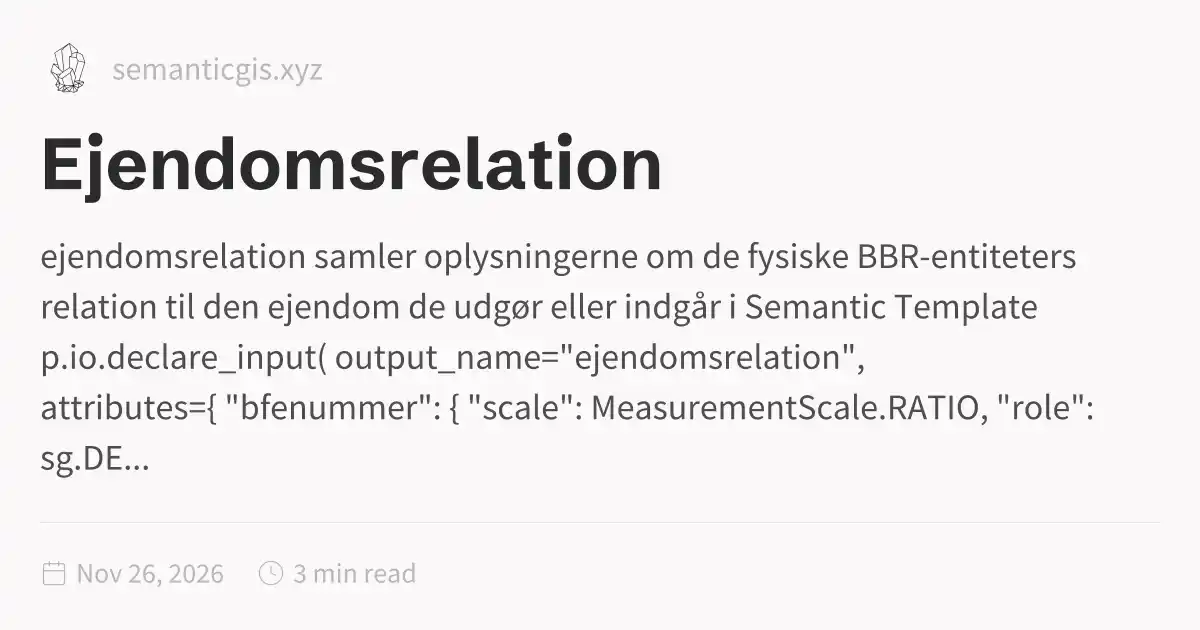 semanticgis.xyz
Ejendomsrelation
ejendomsrelation samler oplysningerne om de fysiske BBR-entiteters
relation til den ejendom de udgør eller indgår i Semantic Template
p.io.declare_input( output_name="ejendomsrelation",
attributes={ "bfenummer": { "scale": MeasurementScale.RATIO, "role":
sg.DE...
Nov 26, 2026 3 min read